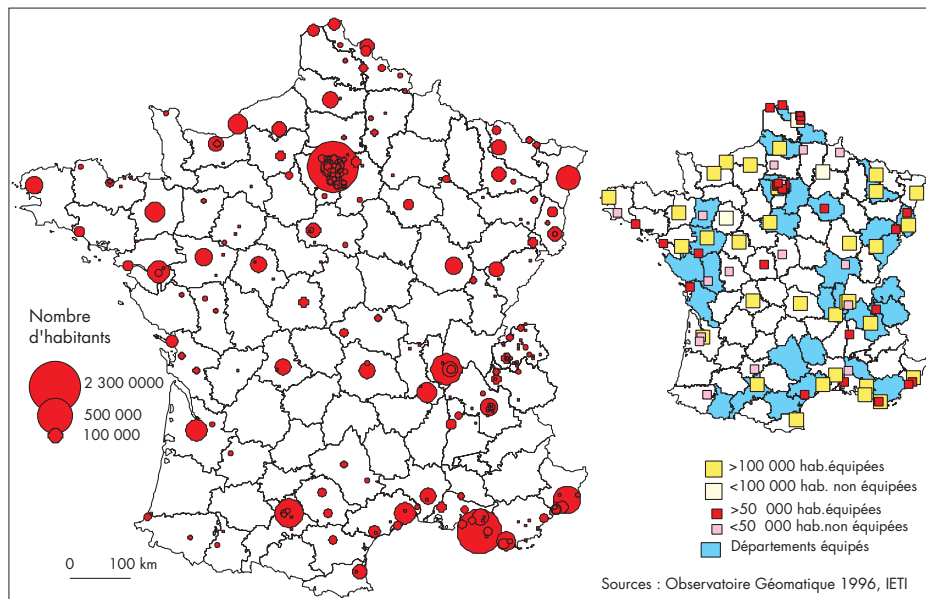 Nombre
d'habitants
2 300 0000
500 000
100 000
0 100 km
>100 000 hab.équipées
<100 000 hab. non équipées
>50 000 hab.équipées
<50 000 hab.non équipées
Départements équipés
Sources : Observatoire Géomatique 1996, IETI